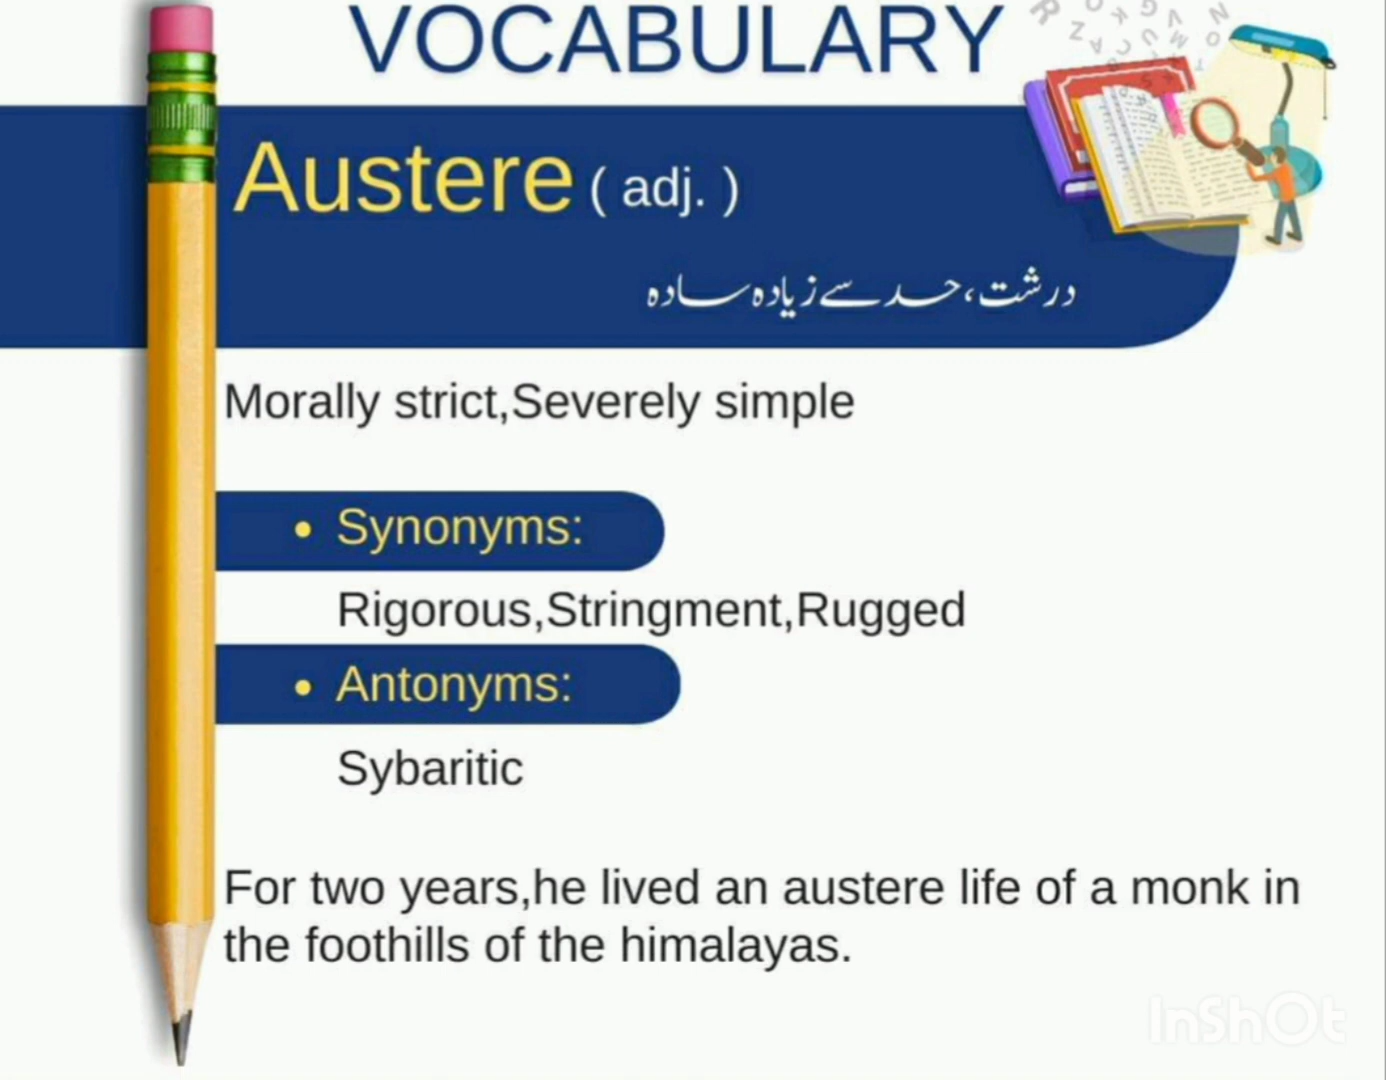 VOCABULARY
Austere ( adj. )
درشت، حد سے زیادہ سادہ
Morally strict,Severely simple
• Synonyms:
Rigorous,Stringment,Rugged
• Antonyms:
Sybaritic
For two years,he lived an austere life of a monk in
the foothills of the himalayas.
InShOt